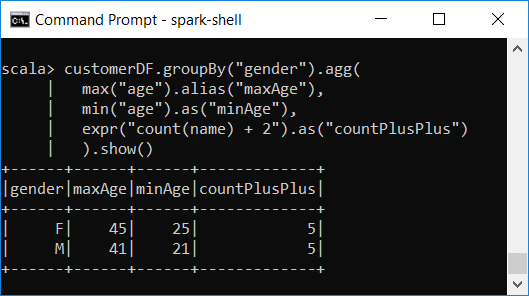 Command Prompt - spark-shell
scala> customerDF.groupBy("gender").agg(
     |   max("age").alias("maxAge"),
     |   min("age").as("minAge"),
     |   expr("count(name) + 2").as("countPlusPlus")
     |   ).show()
+------+------+------+-------------+
|gender|maxAge|minAge|countPlusPlus|
+------+------+------+-------------+
|     F|    45|    25|            5|
|     M|    41|    21|            5|
+------+------+------+-------------+